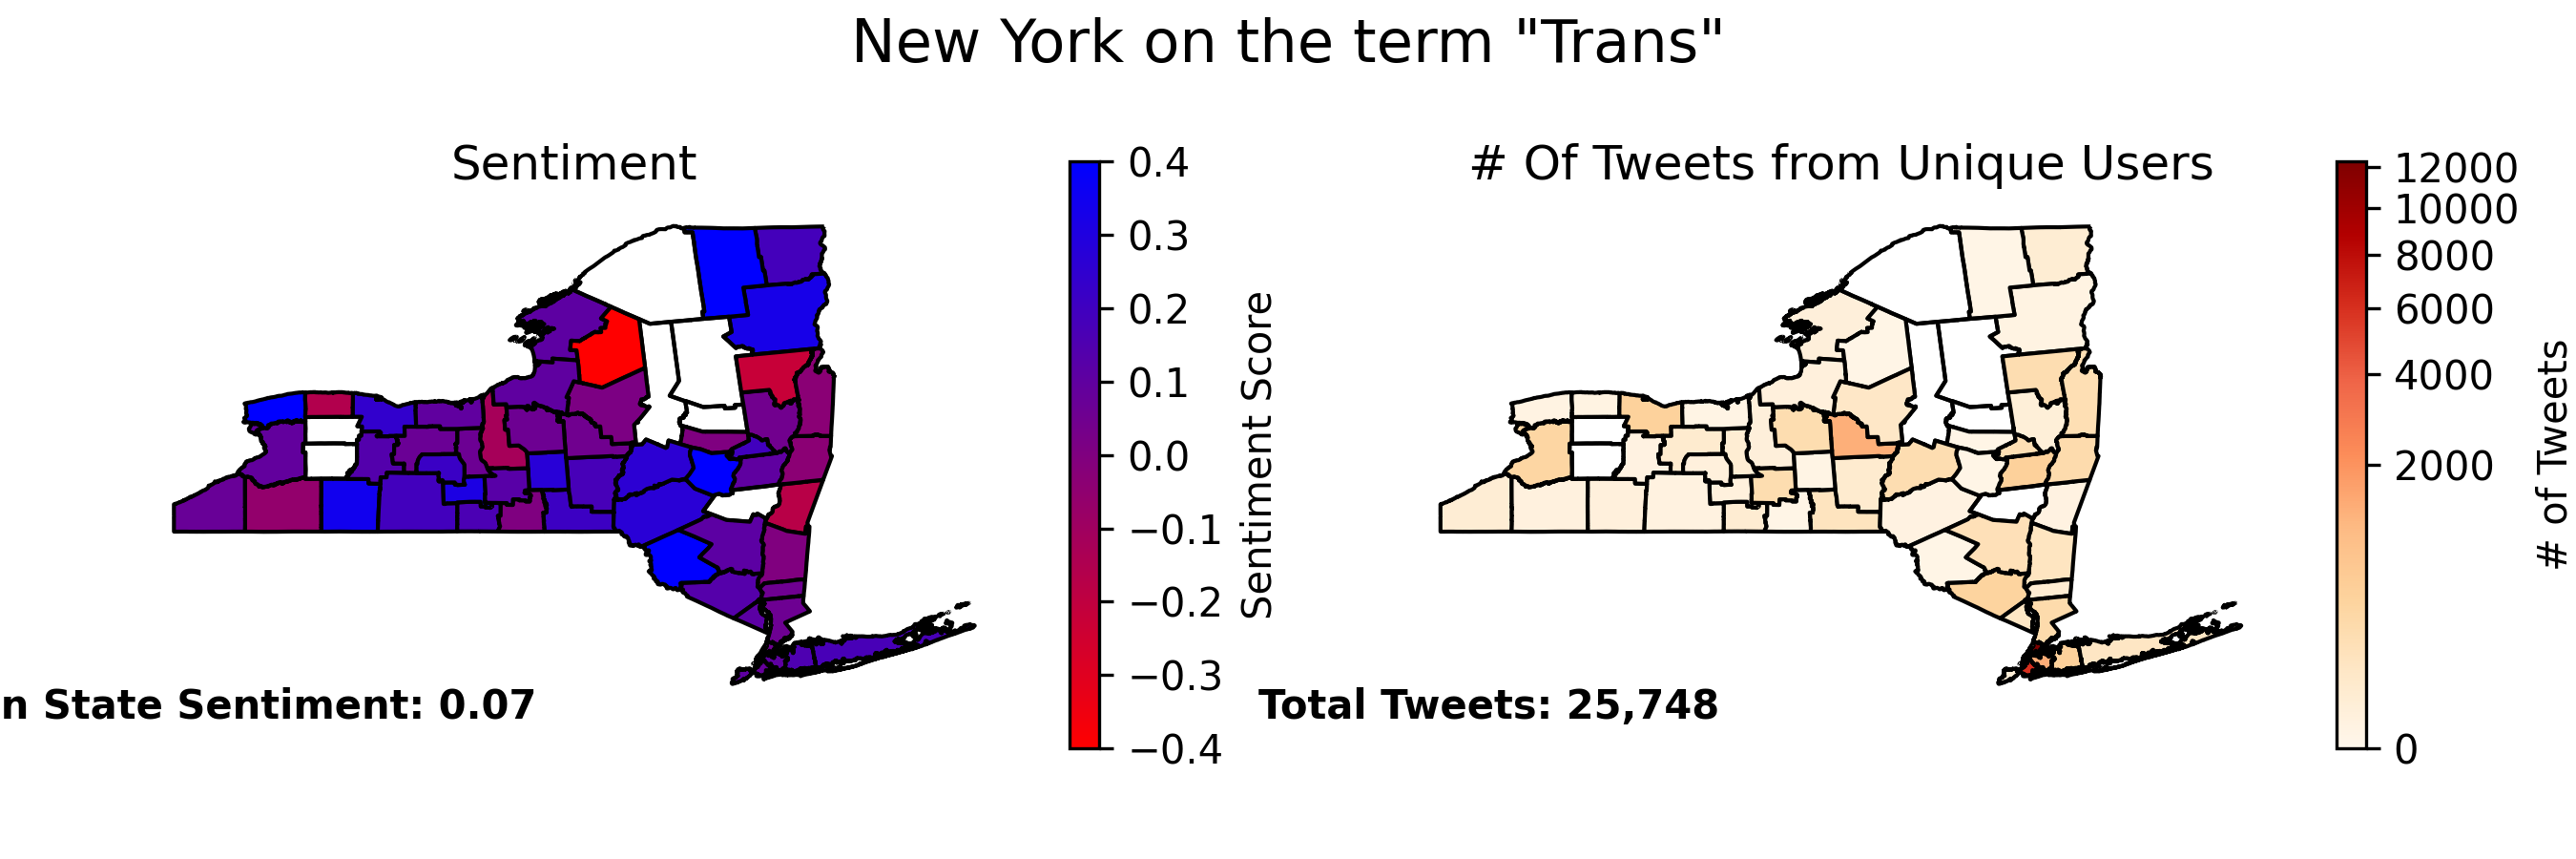 New York on the term "Trans"
Sentiment
0.4
0.3
0.2
0.1
0.0
−0.1
−0.2
−0.3
−0.4
Sentiment Score
n State Sentiment: 0.07
# Of Tweets from Unique Users
12000
10000
8000
6000
4000
2000
0
# of Tweets
Total Tweets: 25,748